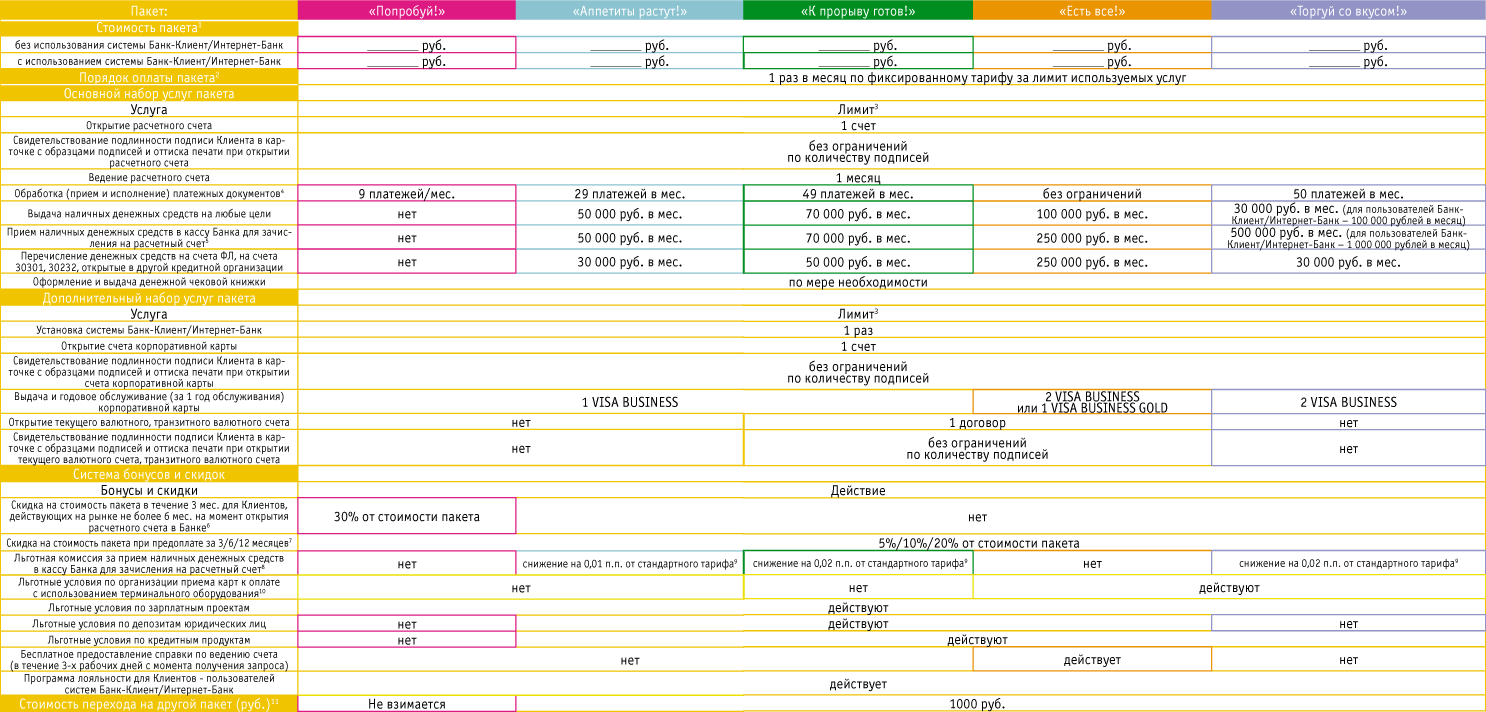 Пакет: «Попробуй!» «Аппетиты растут!» «К прорыву готов!» «Есть все!» «Торгуй со вкусом!»
Стоимость пакета¹
без использования системы Банк-Клиент/Интернет-Банк ________ руб. ________ руб. ________ руб. ________ руб. ________ руб.
с использованием системы Банк-Клиент/Интернет-Банк ________ руб. ________ руб. ________ руб. ________ руб. ________ руб.
Порядок оплаты пакета² 1 раз в месяц по фиксированному тарифу за лимит используемых услуг
Основной набор услуг пакета
Услуга Лимит³
Открытие расчетного счета 1 счет
Свидетельствование подлинности подписи Клиента в кар-
точке с образцами подписей и оттиска печати при открытии
расчетного счета
без ограничений
по количеству подписей
Ведение расчетного счета 1 месяц
Обработка (прием и исполнение) платежных документов⁴ 9 платежей/мес. 29 платежей в мес. 49 платежей в мес. без ограничений 50 платежей в мес.
Выдача наличных денежных средств на любые цели нет 50 000 руб. в мес. 70 000 руб. в мес. 100 000 руб. в мес. 30 000 руб. в мес. (для пользователей Банк-
Клиент/Интернет-Банк – 100 000 рублей в месяц)
Прием наличных денежных средств в кассу Банка для зачис-
ления на расчетный счет⁵
нет 50 000 руб. в мес. 70 000 руб. в мес. 250 000 руб. в мес. 500 000 руб. в мес. (для пользователей Банк-
Клиент/Интернет-Банк – 1 000 000 рублей в месяц)
Перечисление денежных средств на счета ФЛ, на счета
30301, 30232, открытые в другой кредитной организации
нет 30 000 руб. в мес. 50 000 руб. в мес. 250 000 руб. в мес. 30 000 руб. в мес.
Оформление и выдача денежной чековой книжки по мере необходимости
Дополнительный набор услуг пакета
Услуга Лимит³
Установка системы Банк-Клиент/Интернет-Банк 1 раз
Открытие счета корпоративной карты 1 счет
Свидетельствование подлинности подписи Клиента в кар-
точке с образцами подписей и оттиска печати при открытии
счета корпоративной карты
без ограничений
по количеству подписей
Выдача и годовое обслуживание (за 1 год обслуживания)
корпоративной карты
1 VISA BUSINESS
2 VISA BUSINESS
или 1 VISA BUSINESS GOLD
2 VISA BUSINESS
Открытие текущего валютного, транзитного валютного счета нет 1 договор нет
Свидетельствование подлинности подписи Клиента в кар-
точке с образцами подписей и оттиска печати при открытии
текущего валютного счета, транзитного валютного счета
нет
без ограничений
по количеству подписей
нет
Система бонусов и скидок
Бонусы и скидки Действие
Скидка на стоимость пакета в течение 3 мес. для Клиентов,
действующих на рынке не более 6 мес. на момент открытия
расчетного счета в Банке⁶
30% от стоимости пакета нет
Скидка на стоимость пакета при предоплате за 3/6/12 месяцев⁷ 5%/10%/20% от стоимости пакета
Льготная комиссия за прием наличных денежных средств
в кассу Банка для зачисления на расчетный счет⁸
нет снижение на 0,01 п.п. от стандартного тарифа⁹ снижение на 0,02 п.п. от стандартного тарифа⁹ нет снижение на 0,02 п.п. от стандартного тарифа⁹
Льготные условия по организации приема карт к оплате
с использованием терминального оборудования¹⁰
нет нет действуют
Льготные условия по зарплатным проектам действуют
Льготные условия по депозитам юридических лиц нет действуют нет
Льготные условия по кредитным продуктам нет действуют
Бесплатное предоставление справки по ведению счета
(в течение 3-х рабочих дней с момента получения запроса)
нет действует нет
Программа лояльности для Клиентов - пользователей
систем Банк-Клиент/Интернет-Банк
действует
Стоимость перехода на другой пакет (руб.)¹¹ Не взимается 1000 руб.